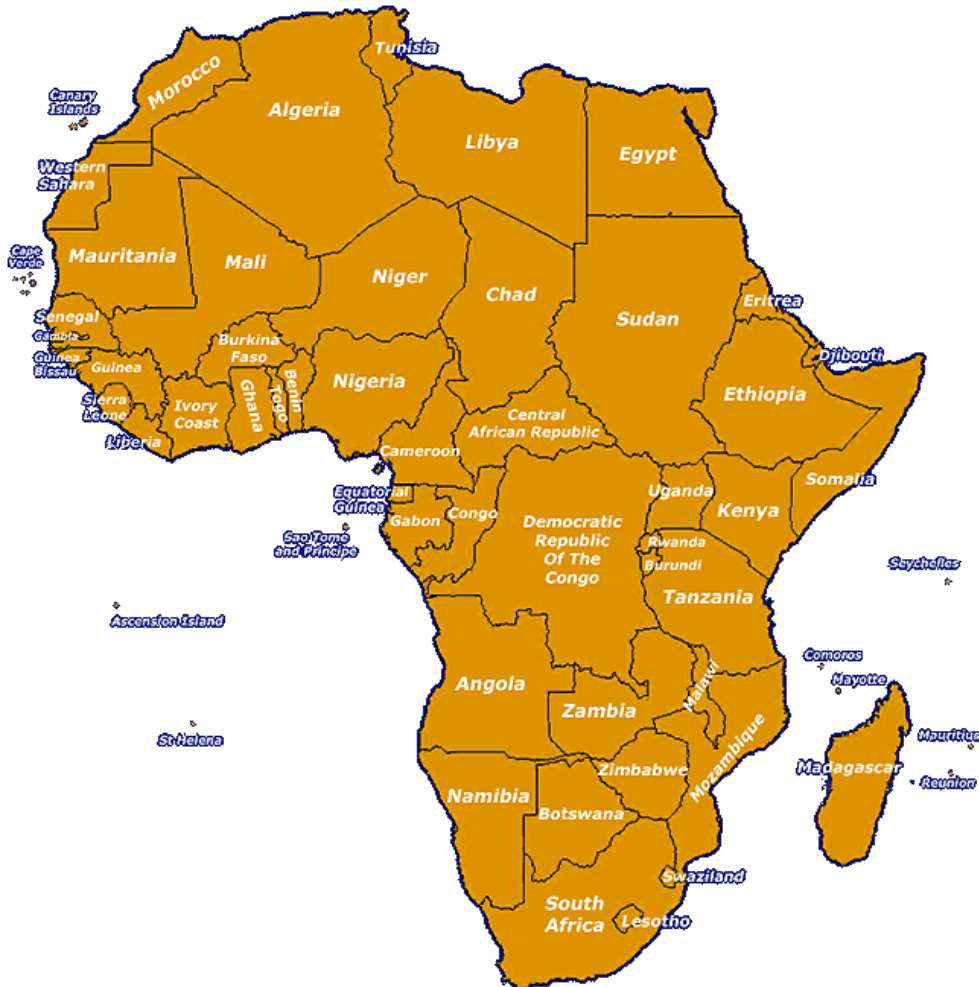 Tunisia
Morocco
Canary
Islands
Algeria
Libya
Egypt
Western
Sahara
Cape
Verde
Mauritania
Mali
Niger
Chad
Sudan
Eritrea
Senegal
Gambia
Burkina
Faso
Guinea
Bissau
Guinea
Nigeria
Benin
Togo
Ghana
Djibouti
Ethiopia
Sierra
Leone
Ivory
Coast
Liberia
Central
African Republic
Cameroon
Somalia
Equatorial
Guinea
Uganda
Kenya
Gabon
Congo
Democratic
Republic
Of The
Congo
Sao Tome
and Principe
Rwanda
Burundi
Seychelles
Tanzania
Ascension Island
Comoros
Mayotte
Angola
Malawi
Zambia
St Helena
Mozambique
Mauritius
Zimbabwe
Madagascar
Reunion
Namibia
Botswana
Swaziland
South
Africa
Lesotho